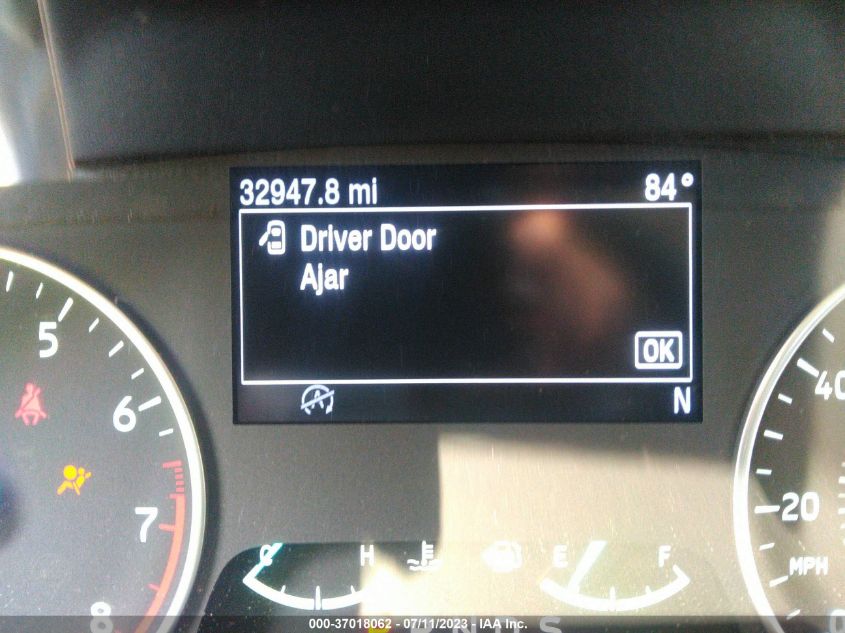 32947.8 mi 84°
Driver Door
Ajar
OK
N
5
6
7
8
40
20
MPH
0
C H
E F
000-37018062 - 07/11/2023 - IAA Inc.